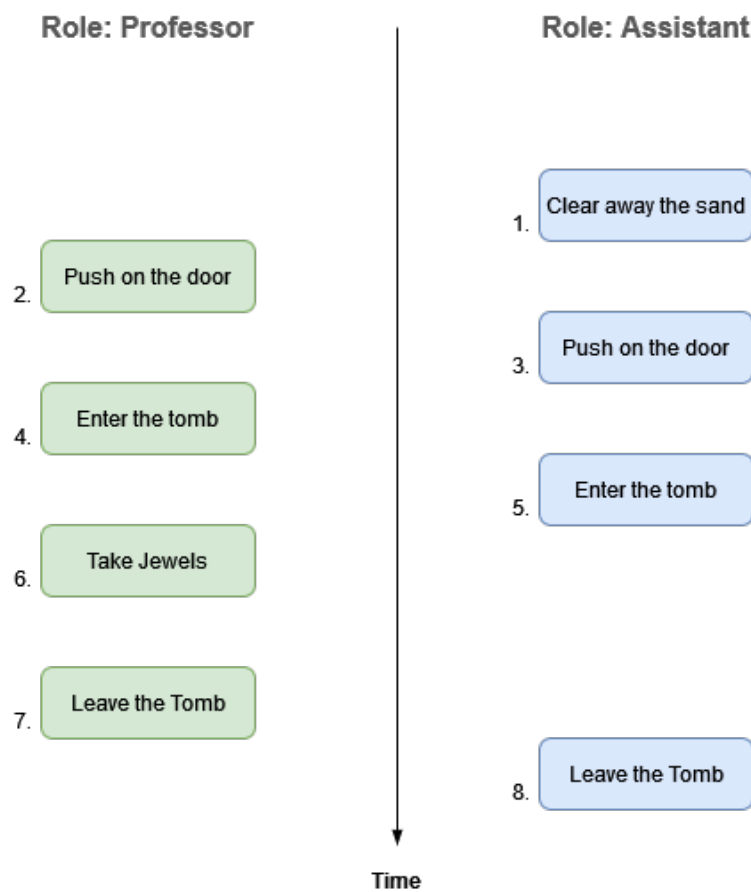 Role: Professor
Role: Assistant
1.
Clear away the sand
2.
Push on the door
3.
Push on the door
4.
Enter the tomb
5.
Enter the tomb
6.
Take Jewels
7.
Leave the Tomb
8.
Leave the Tomb
Time